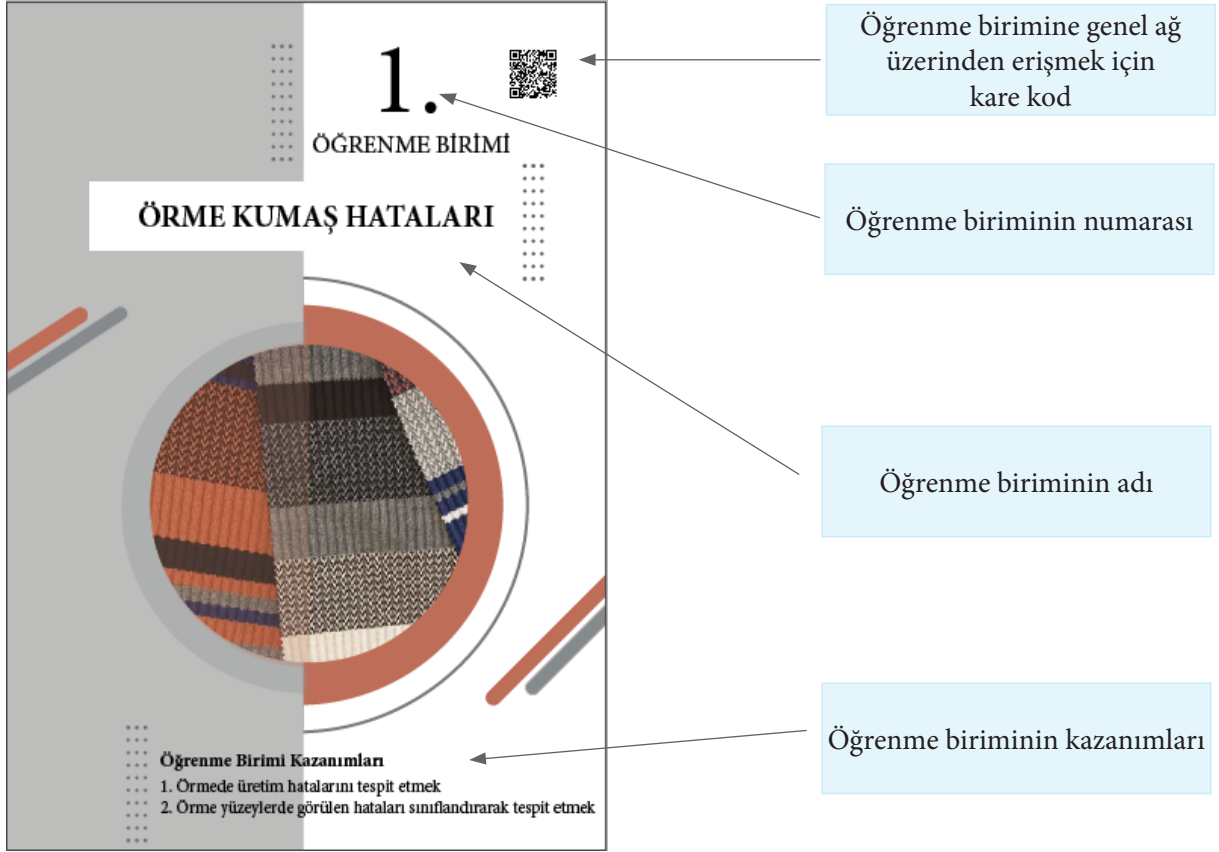 1.
ÖĞRENME BİRİMİ
ÖRME KUMAŞ HATALARI
Öğrenme Birimi Kazanımları
1. Örmede üretim hatalarını tespit etmek
2. Örme yüzeylerde görülen hataları sınıflandırarak tespit etmek
Öğrenme birimine genel ağ
üzerinden erişmek için
kare kod
Öğrenme biriminin numarası
Öğrenme biriminin adı
Öğrenme biriminin kazanımları